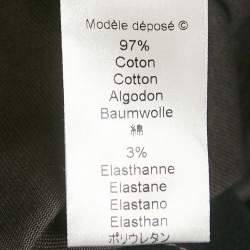 Modèle déposé ©
97%
Coton
Cotton
Algodon
Baumwolle
綿
3%
Elasthanne
Elastane
Elastano
Elasthan
ポリウレタン